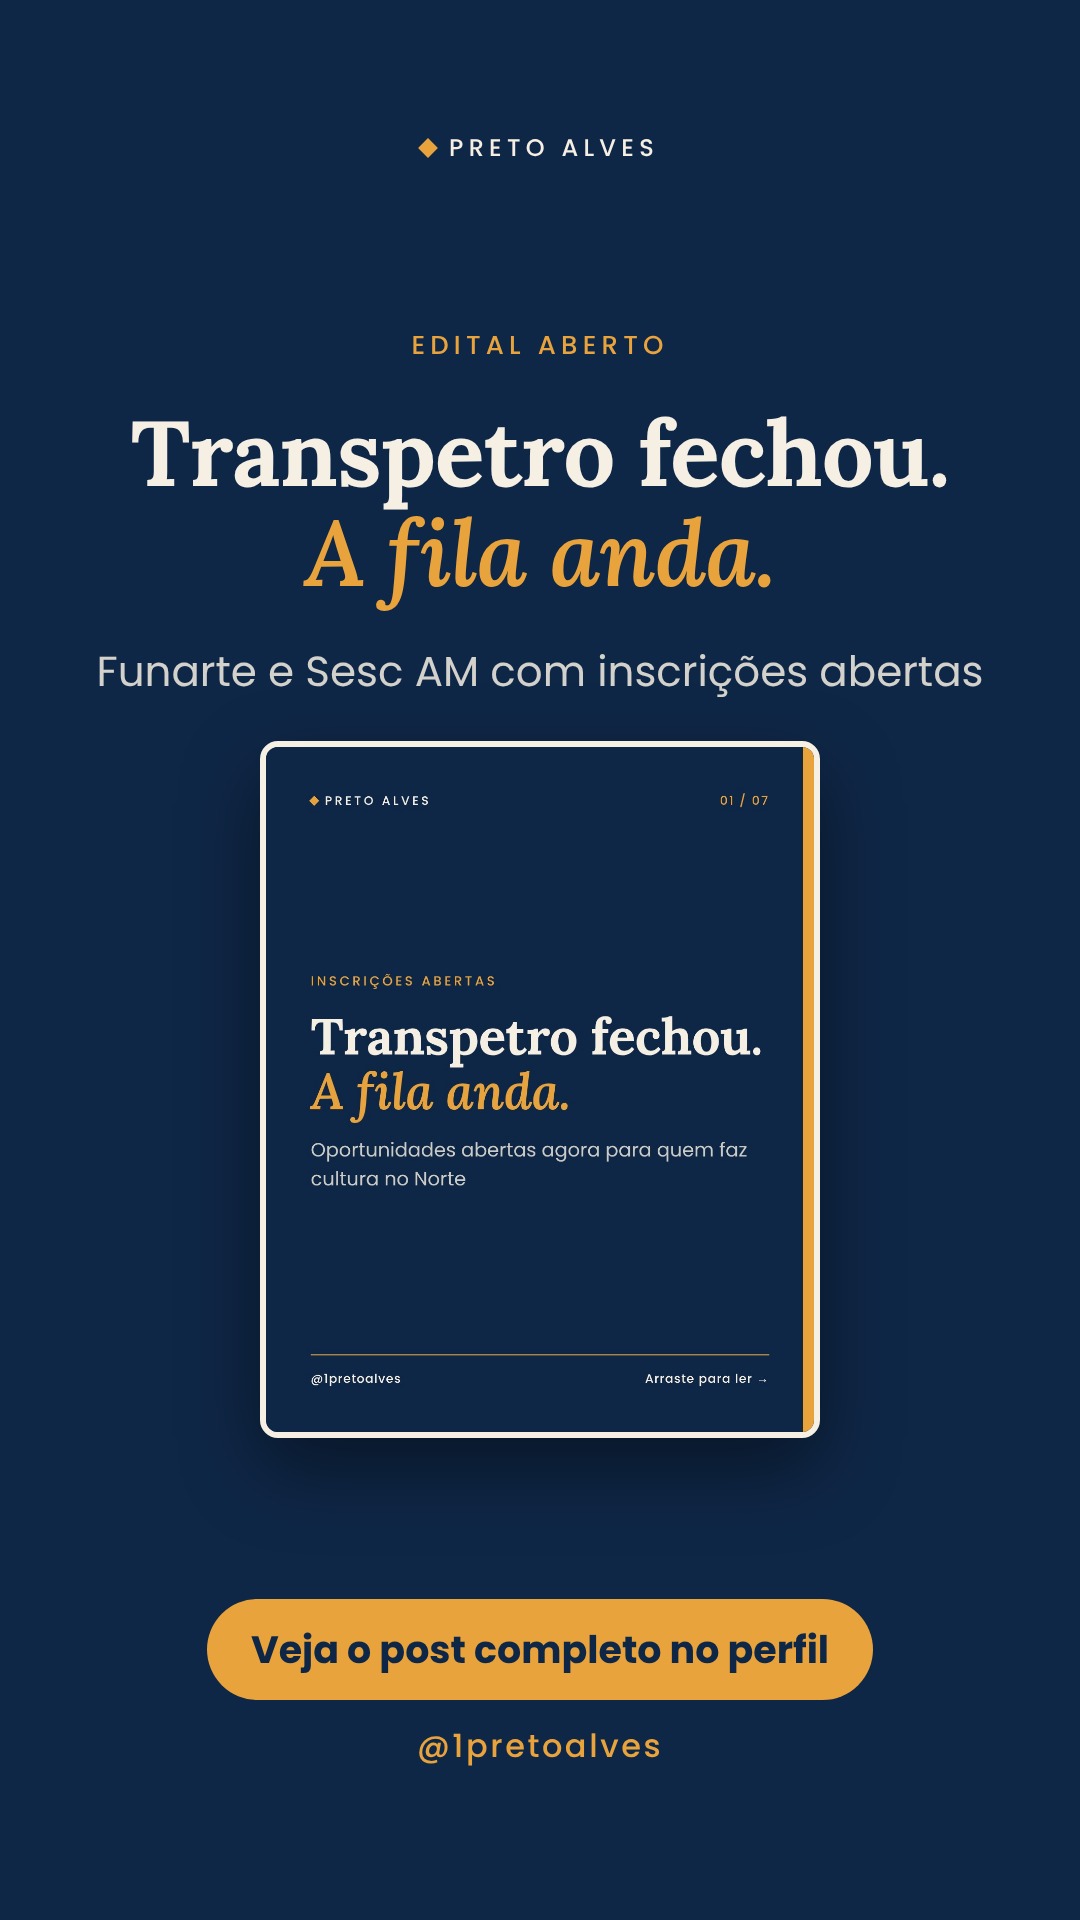 PRETO ALVES
EDITAL ABERTO
Transpetro fechou.
A fila anda.
Funarte e Sesc AM com inscrições abertas
PRETO ALVES
01 / 07
INSCRIÇÕES ABERTAS
Transpetro fechou.
A fila anda.
Oportunidades abertas agora para quem faz
cultura no Norte
@1pretoalves
Arraste para ler →
Veja o post completo no perfil
@1pretoalves